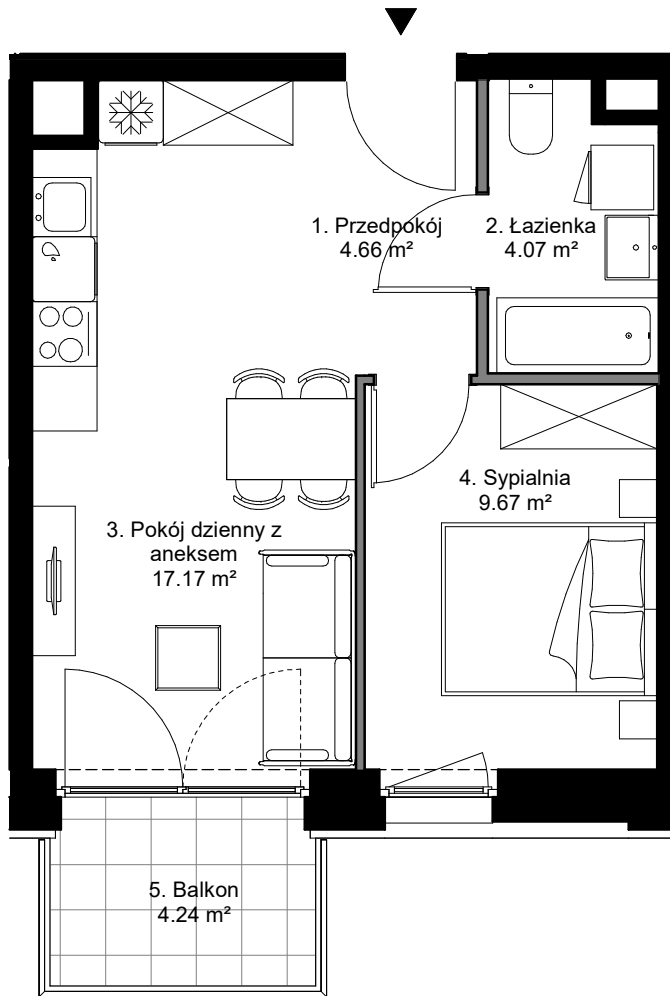 1. Przedpokój
4.66 m²
2. Łazienka
4.07 m²
4. Sypialnia
9.67 m²
3. Pokój dzienny z
aneksem
17.17 m²
5. Balkon
4.24 m²